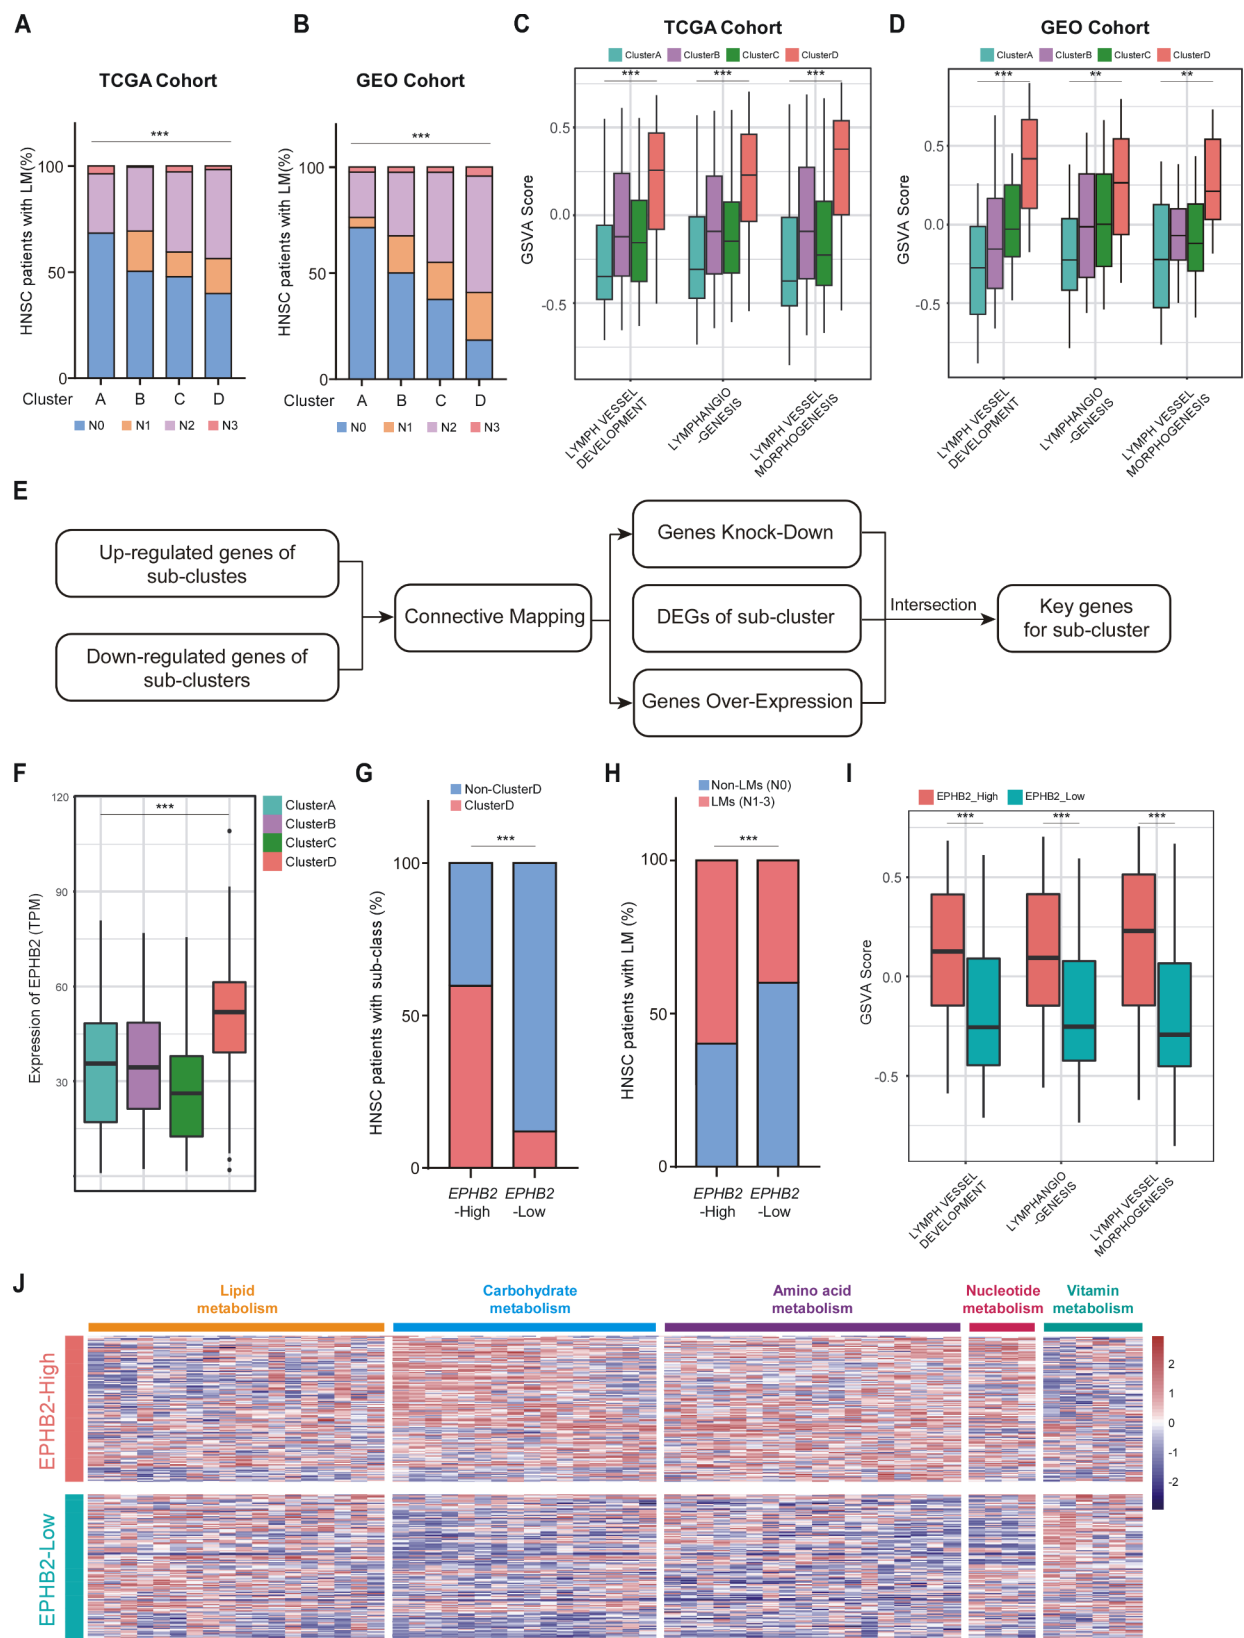 A
TCGA Cohort
***
HNSC patients with LM(%)
100
50
0
Cluster A B C D
N0 N1 N2 N3
B
GEO Cohort
***
HNSC patients with LM(%)
100
50
0
Cluster A B C D
N0 N1 N2 N3
C
TCGA Cohort
ClusterA ClusterB ClusterC ClusterD
*** *** ***
GSVA Score
0.5
0.0
-0.5
LYMPH VESSEL
DEVELOPMENT
LYMPHANGIO
-GENESIS
LYMPH VESSEL
MORPHOGENESIS
D
GEO Cohort
ClusterA ClusterB ClusterC ClusterD
*** ** **
GSVA Score
0.5
0.0
-0.5
LYMPH VESSEL
DEVELOPMENT
LYMPHANGIO
-GENESIS
LYMPH VESSEL
MORPHOGENESIS
E
Up-regulated genes of
sub-clustes
Down-regulated genes of
sub-clusters
Connective Mapping
Genes Knock-Down
DEGs of sub-cluster
Genes Over-Expression
Intersection
Key genes
for sub-cluster
F
***
ClusterA
ClusterB
ClusterC
ClusterD
Expression of EPHB2 (TPM)
120
90
60
30
G
Non-ClusterD
ClusterD
***
HNSC patients with sub-class (%)
100
50
0
EPHB2
-High
EPHB2
-Low
H
Non-LMs (N0)
LMs (N1-3)
***
HNSC patients with LM (%)
100
50
0
EPHB2
-High
EPHB2
-Low
I
EPHB2_High EPHB2_Low
*** *** ***
GSVA Score
0.5
0.0
-0.5
LYMPH VESSEL
DEVELOPMENT
LYMPHANGIO
-GENESIS
LYMPH VESSEL
MORPHOGENESIS
J
Lipid
metabolism
Carbohydrate
metabolism
Amino acid
metabolism
Nucleotide
metabolism
Vitamin
metabolism
EPHB2-High
EPHB2-Low
2
1
0
-1
-2